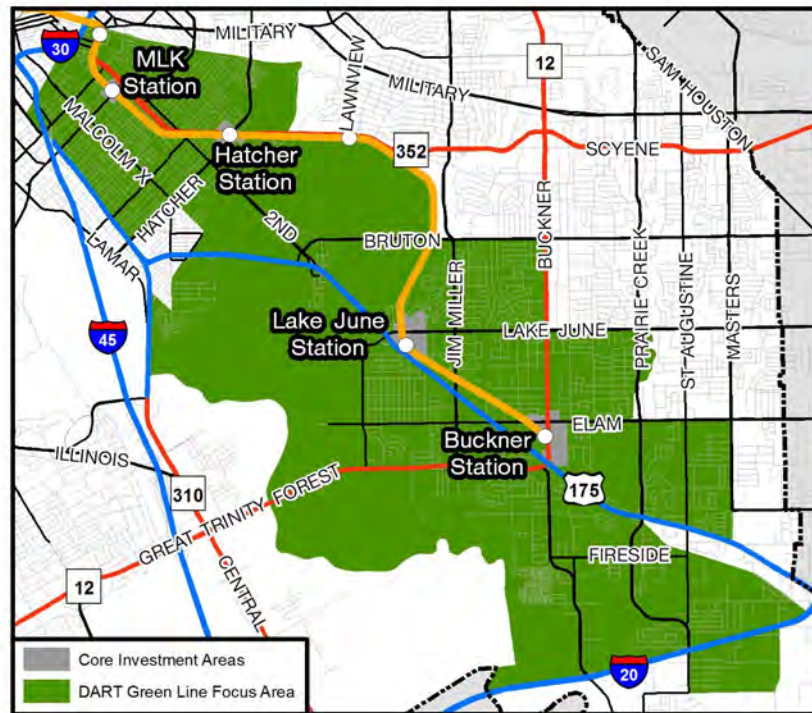 MILITARY
30
MLK
Station
12
MILITARY
SAM HOUSTON
MALCOLM X
LAWNVIEW
352
SCYENE
Hatcher
Station
HATCHER
2ND
BUCKNER
LAMAR
BRUTON
JIM MILLER
PRAIRIE CREEK
ST AUGUSTINE
MASTERS
Lake June
Station
LAKE JUNE
45
ELAM
Buckner
Station
ILLINOIS
310
175
GREAT TRINITY FOREST
FIRESIDE
12
CENTRAL
20
Core Investment Areas
DART Green Line Focus Area